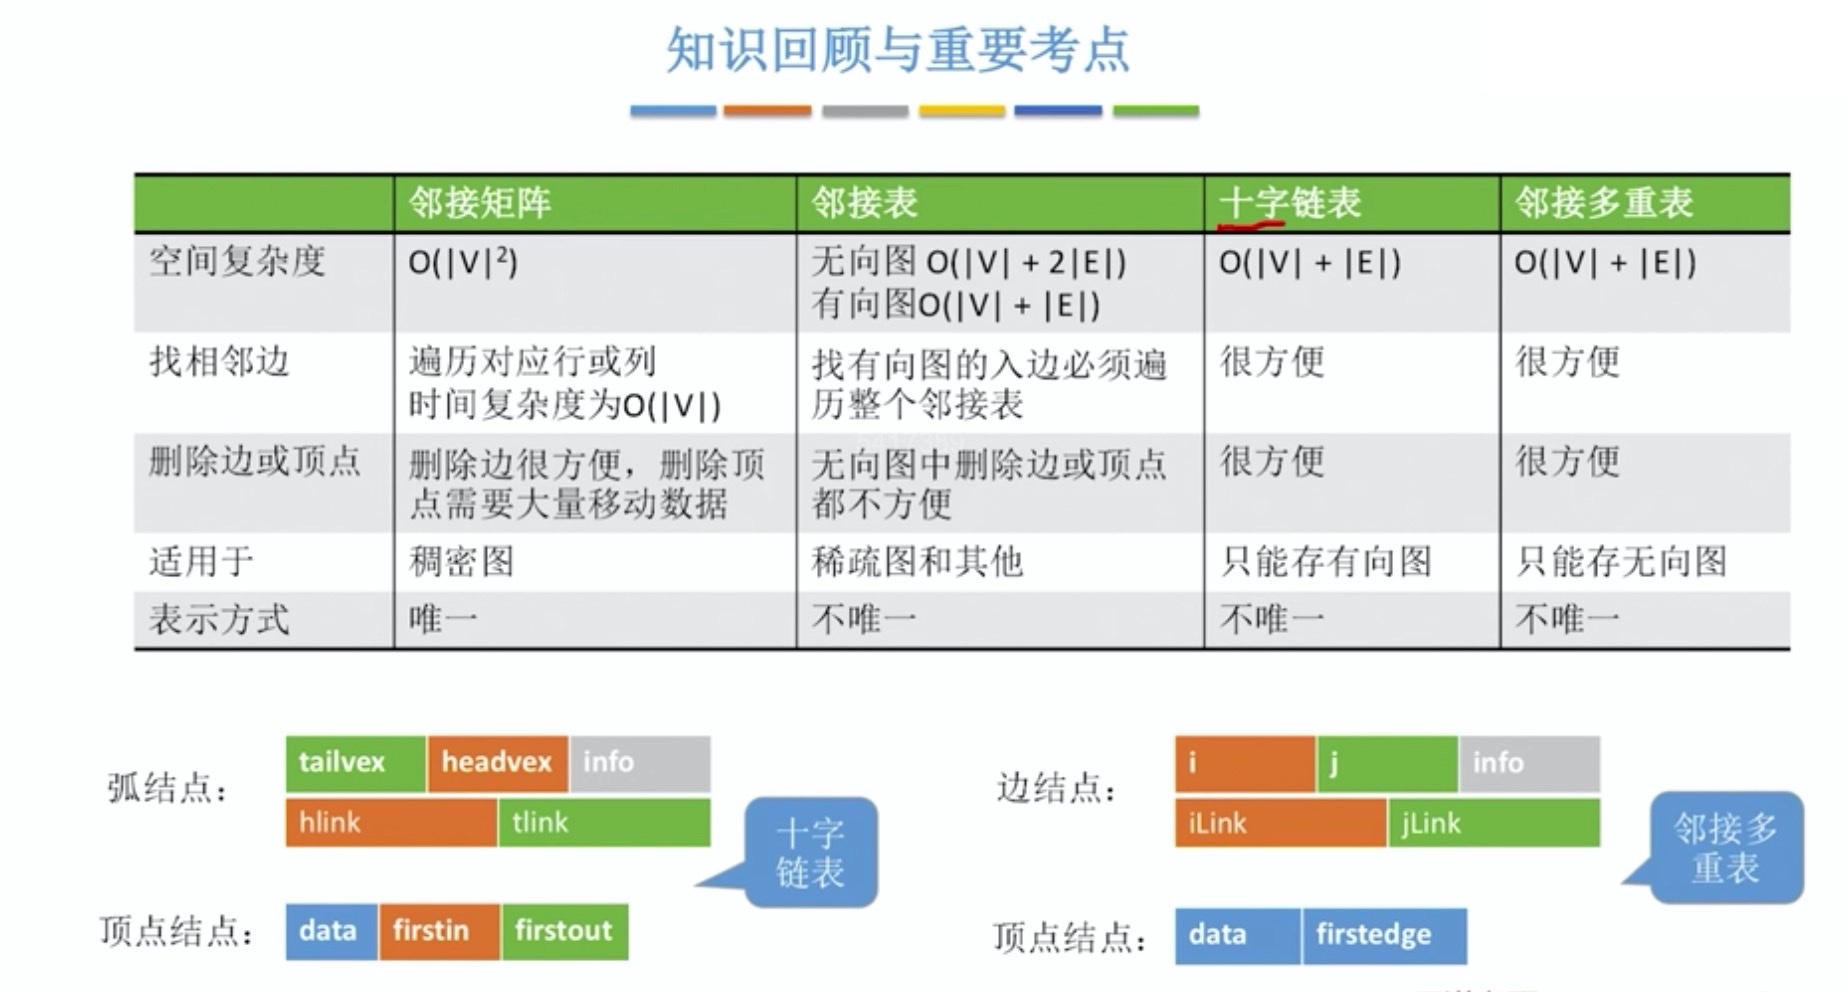 知识回顾与重要考点
邻接矩阵 邻接表 十字链表 邻接多重表
空间复杂度 O(|V|²) 无向图 O(|V| + 2|E|) O(|V| + |E|) O(|V| + |E|)
有向图O(|V| + |E|)
找相邻边 遍历对应行或列 找有向图的入边必须遍 很方便 很方便
时间复杂度为O(|V|) 历整个邻接表
删除边或顶点 删除边很方便，删除顶 无向图中删除边或顶点 很方便 很方便
点需要大量移动数据 都不方便
适用于 稠密图 稀疏图和其他 只能存有向图 只能存无向图
表示方式 唯一 不唯一 不唯一 不唯一
弧结点：
tailvex headvex info
hlink tlink
十字
链表
顶点结点：
data firstin firstout
边结点：
i j info
iLink jLink
邻接多
重表
顶点结点：
data firstedge